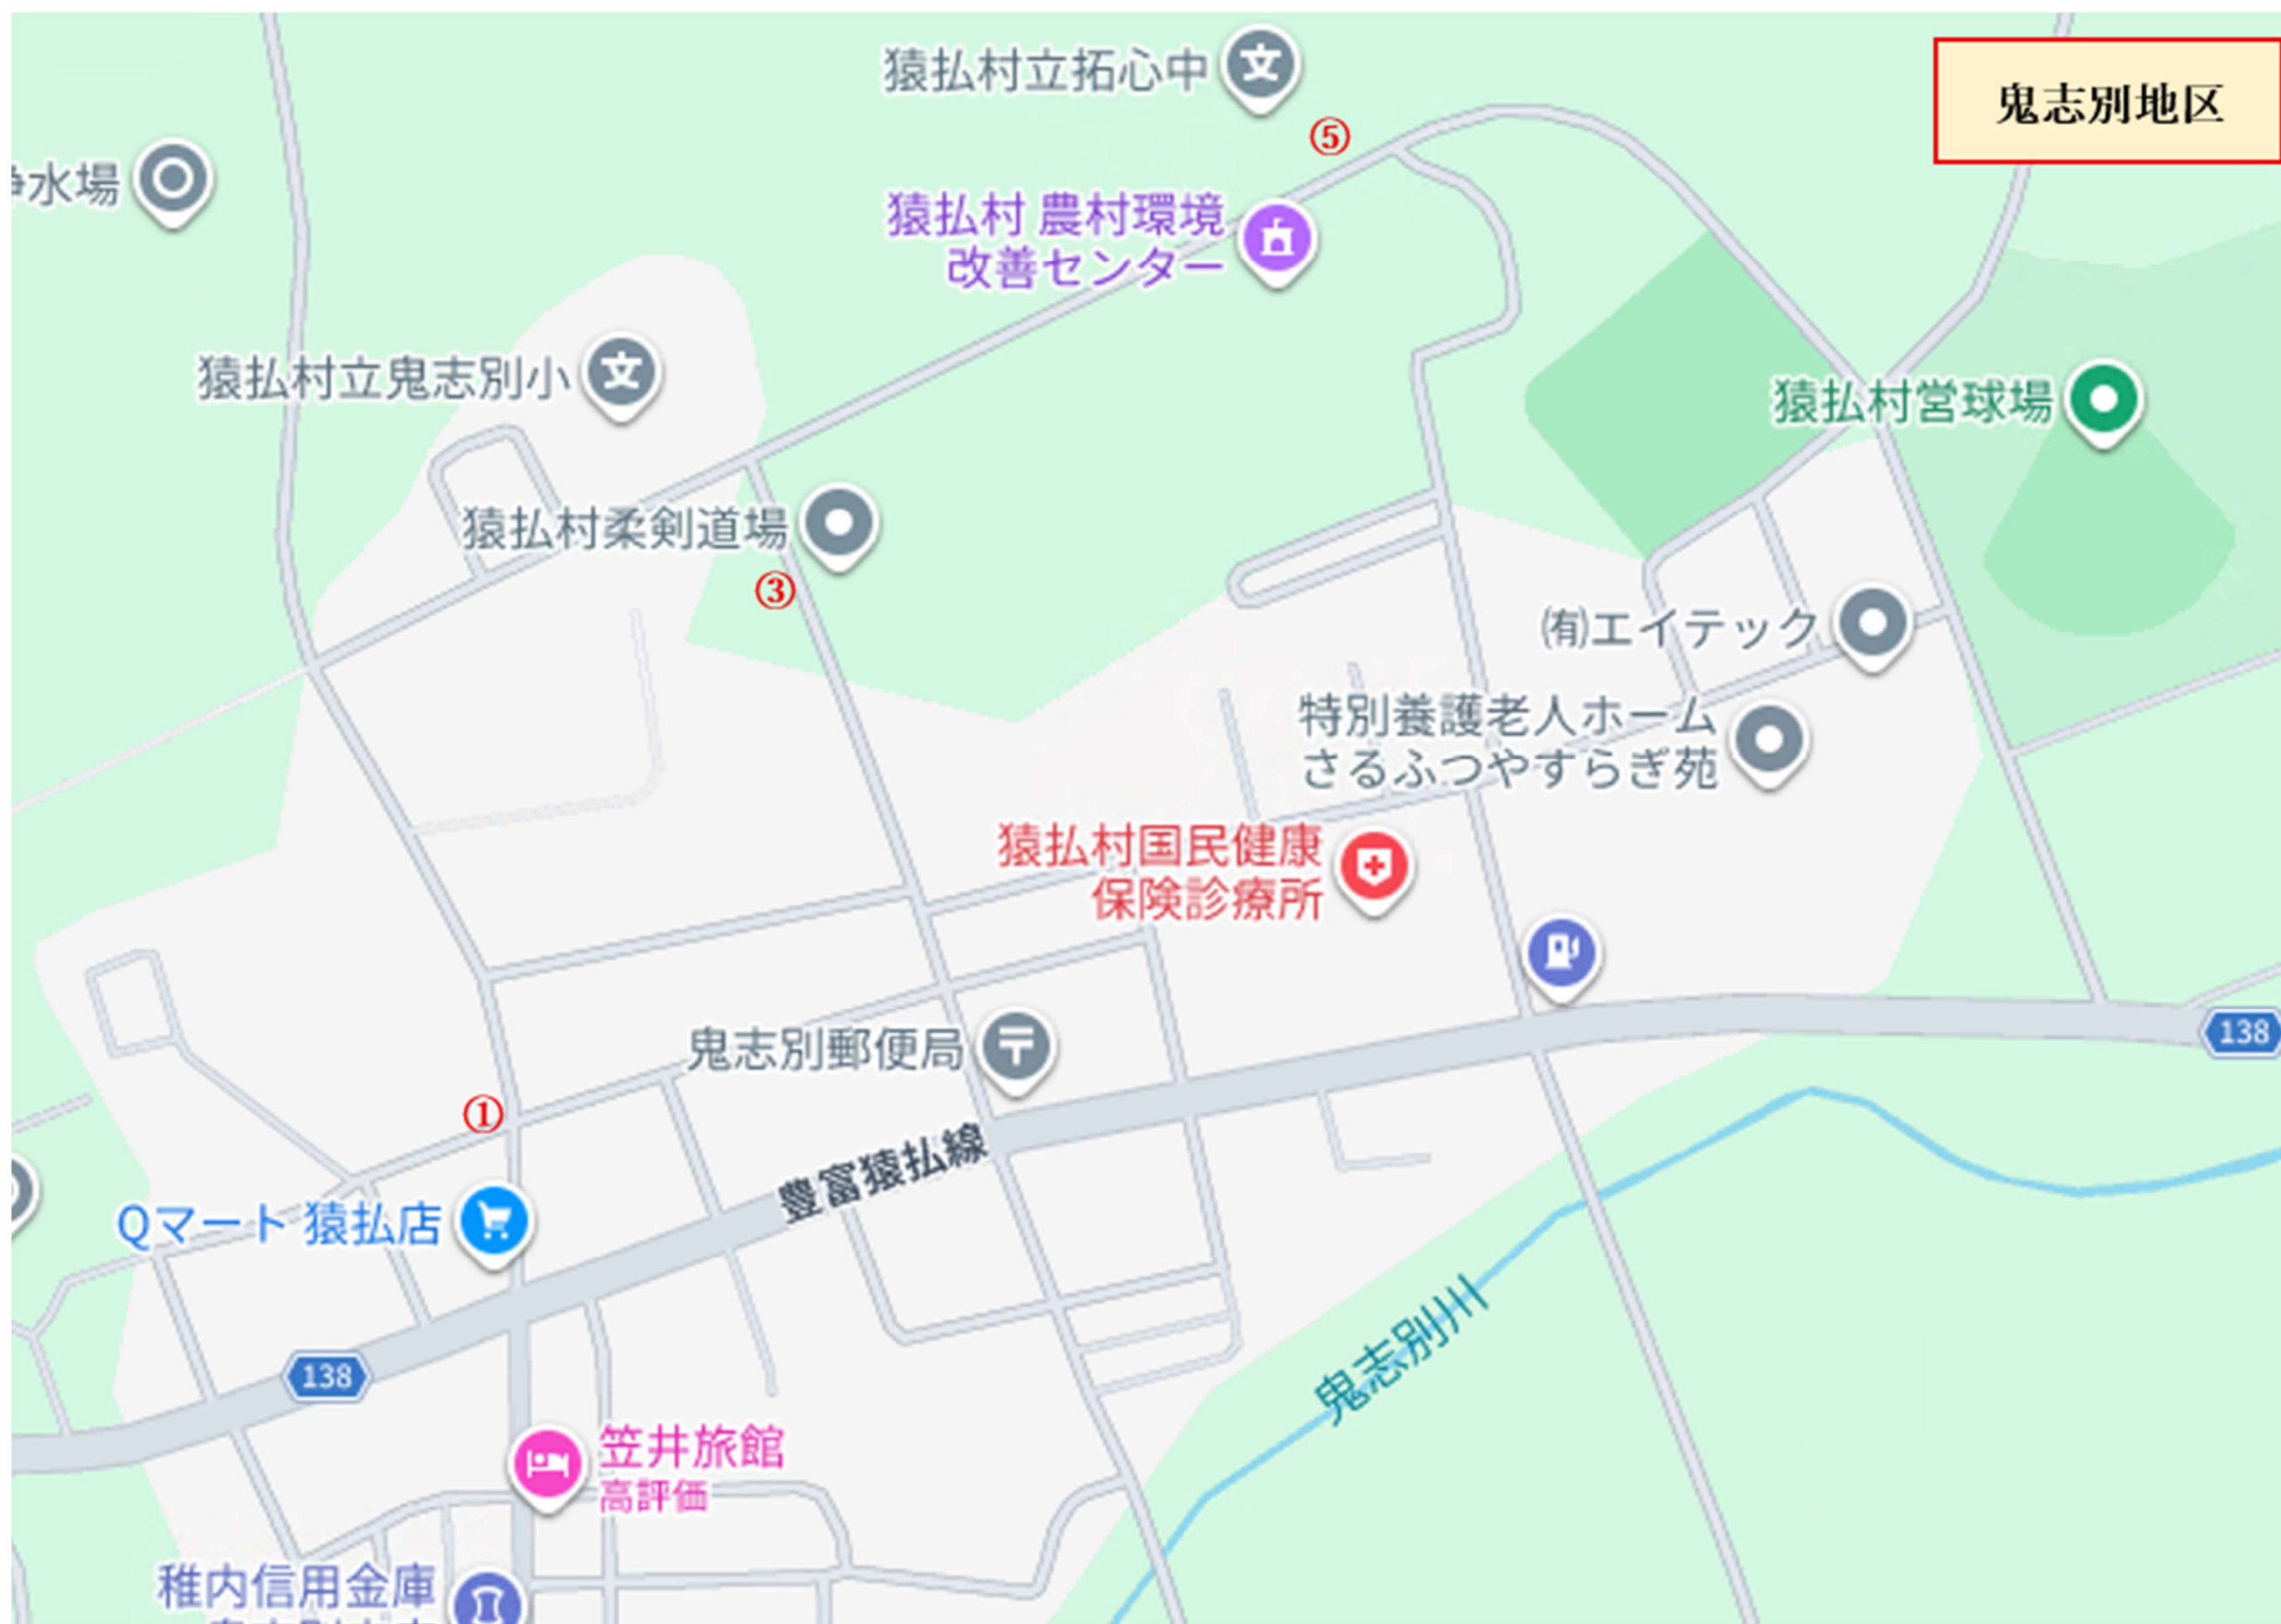 猿払村立拓心中
鬼志別地区
⑤
水場
猿払村 農村環境
改善センター
猿払村立鬼志別小
猿払村営球場
猿払村柔剣道場
③
㈲エイテック
特別養護老人ホーム
さるふつやすらぎ苑
猿払村国民健康
保険診療所
鬼志別郵便局
138
①
豊富猿払線
Qマート 猿払店
鬼志別川
138
笠井旅館
高評価
稚内信用金庫